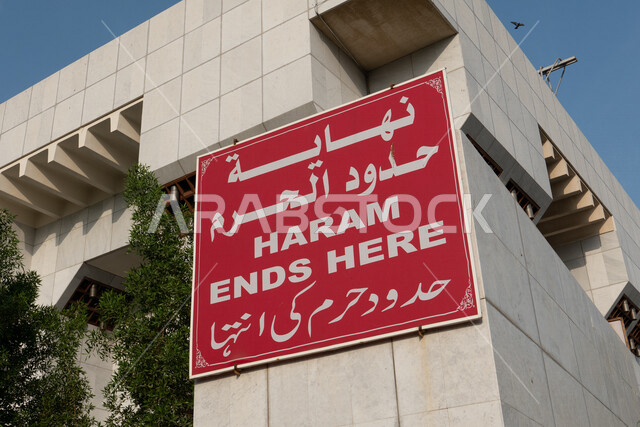 نهاية
حدود الحرم
HARAM
ENDS HERE
حدود حرم کی انتہا
ARABSTOCK